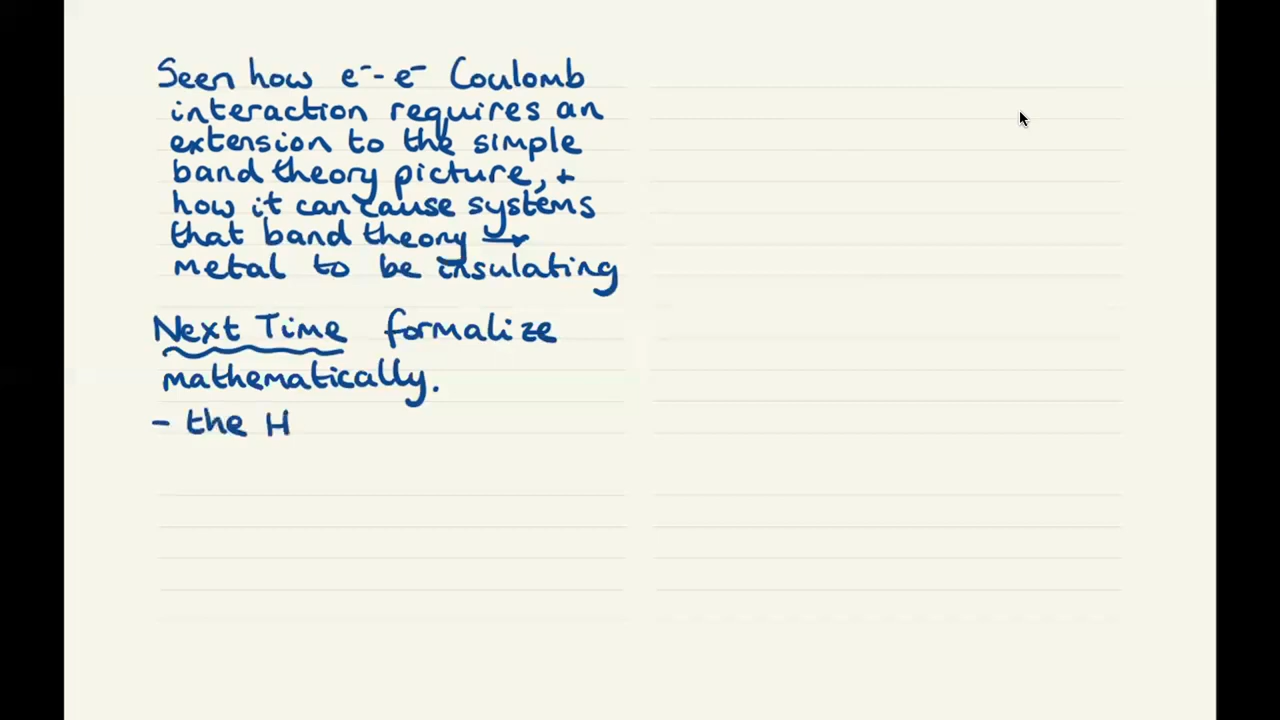 Seen how e⁻-e⁻ Coulomb
interaction requires an
extension to the simple
band theory picture, +
how it can cause systems
that band theory →
metal to be insulating
Next Time formalize
mathematically.
- the H